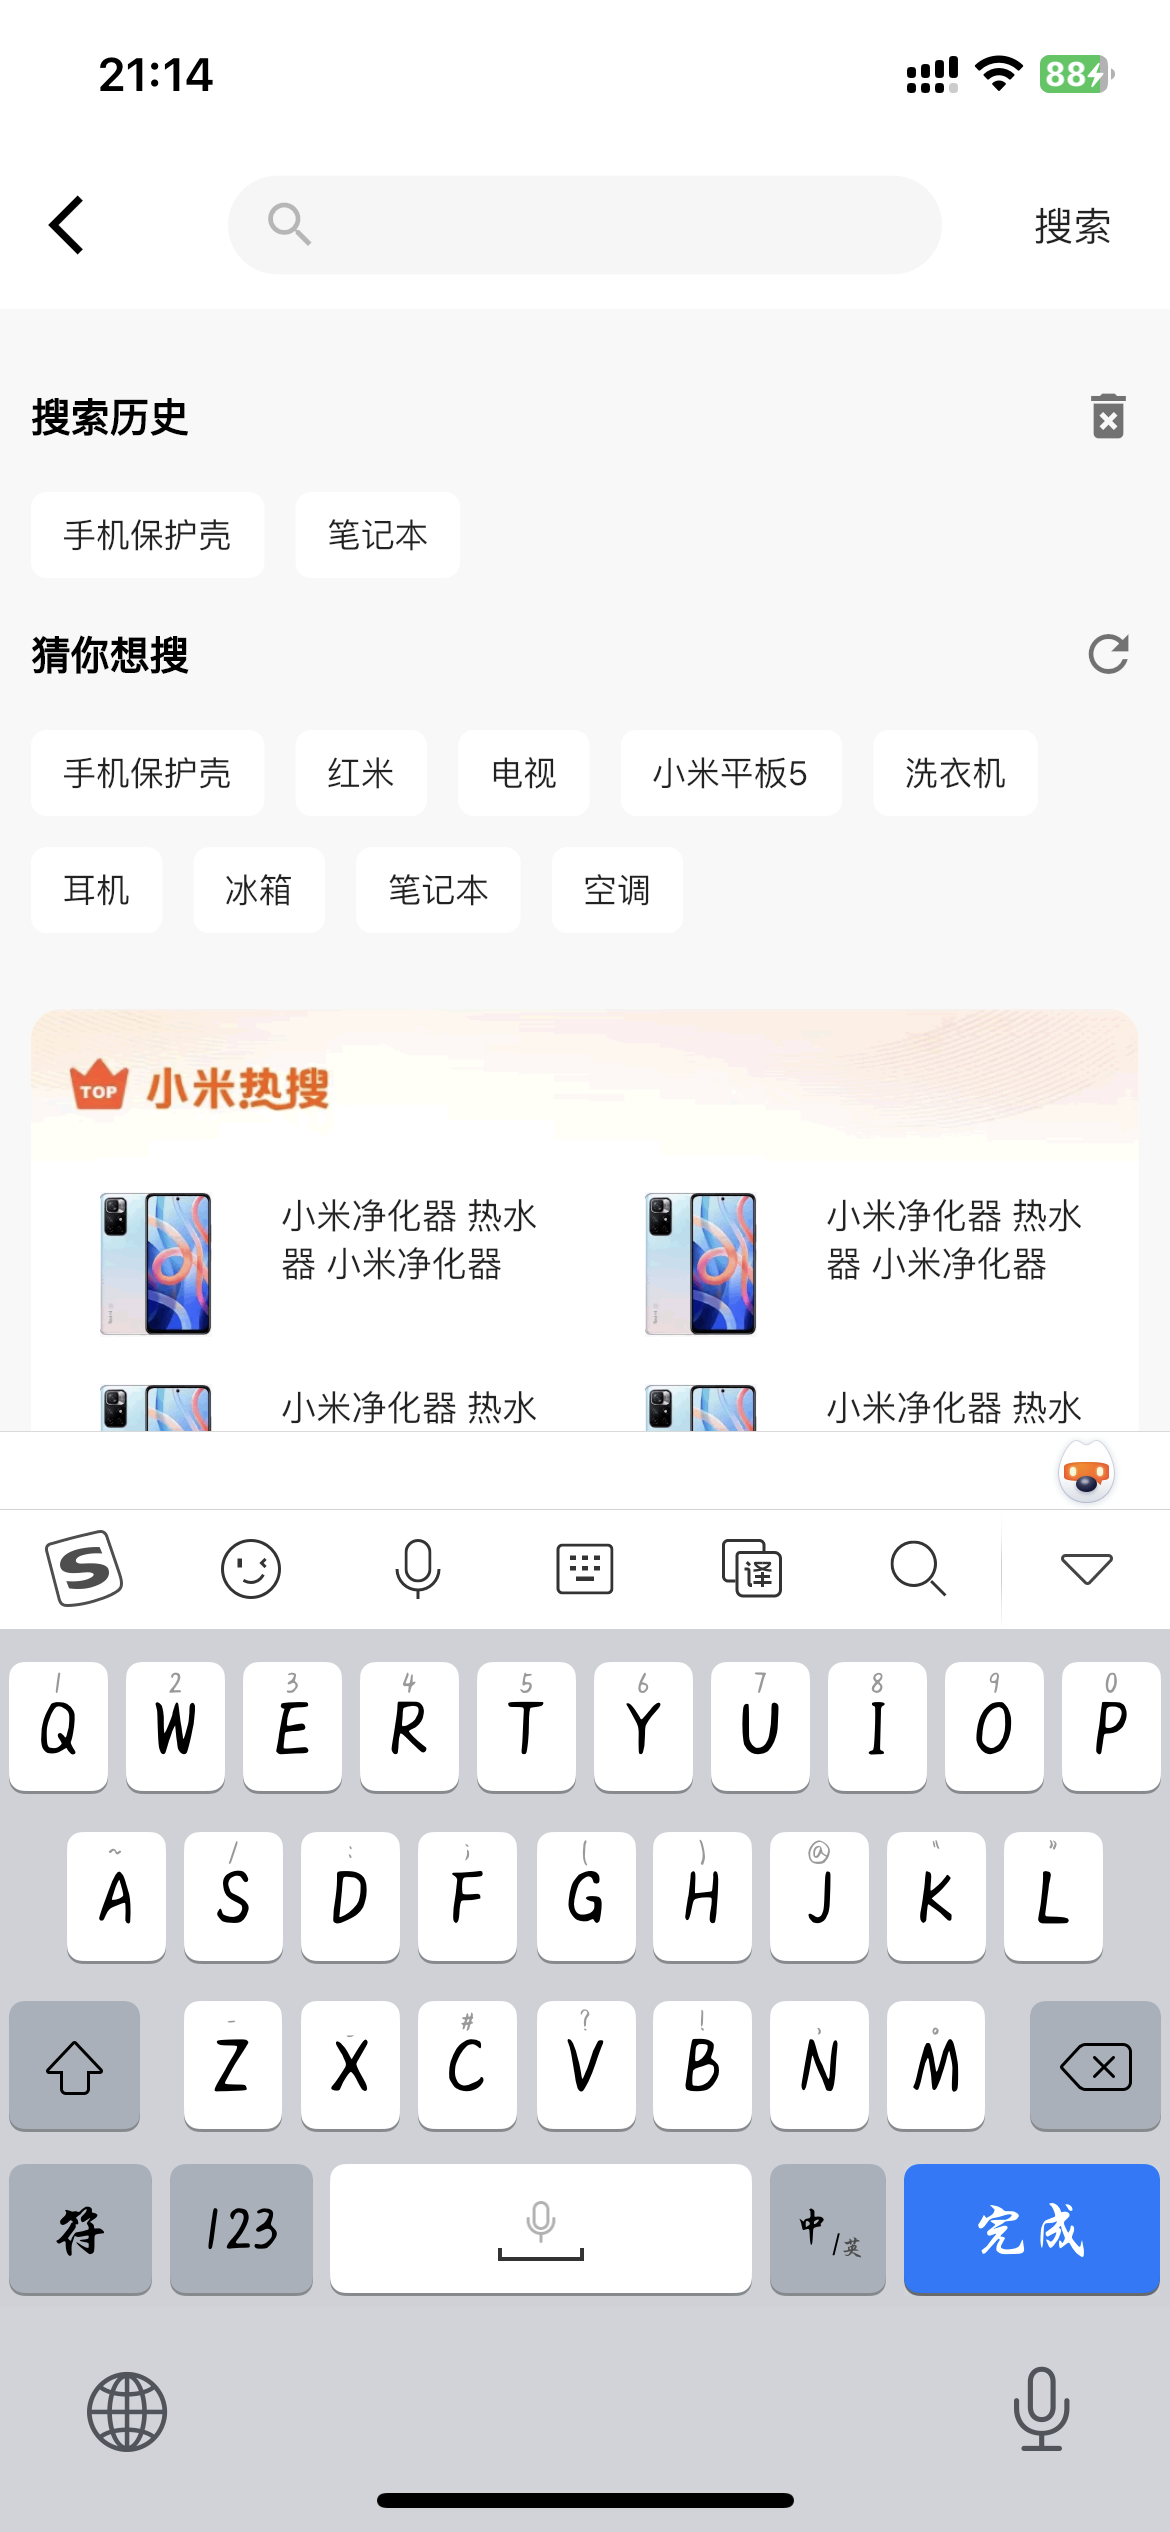 21:14
88
搜索
搜索历史
手机保护壳 笔记本
猜你想搜
手机保护壳 红米 电视 小米平板5 洗衣机
耳机 冰箱 笔记本 空调
TOP 小米热搜
小米净化器 热水
器 小米净化器
小米净化器 热水
器 小米净化器
小米净化器 热水
小米净化器 热水
S 译
1 2 3 4 5 6 7 8 9 0
Q W E R T Y U I O P
~ / : ; ( ) @ “ ”
A S D F G H J K L
- _ # ? ! , 。
Z X C V B N M
符 123 中/英 完成